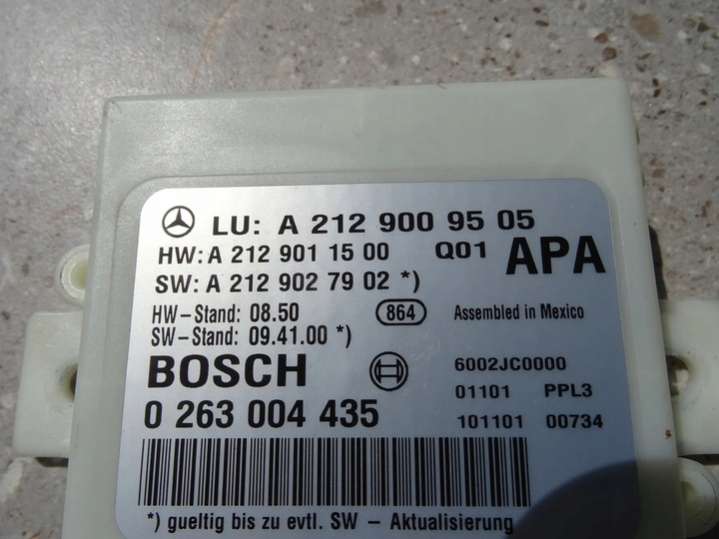 LU: A 212 900 95 05
HW: A 212 901 15 00 Q01 APA
SW: A 212 902 79 02 *)
HW-Stand: 08.50 864 Assembled in Mexico
SW-Stand: 09.41.00 *)
BOSCH 6002JC0000
01101 PPL3
0 263 004 435 101101 00734
*) gueltig bis zu evtl. SW - Aktualisierung